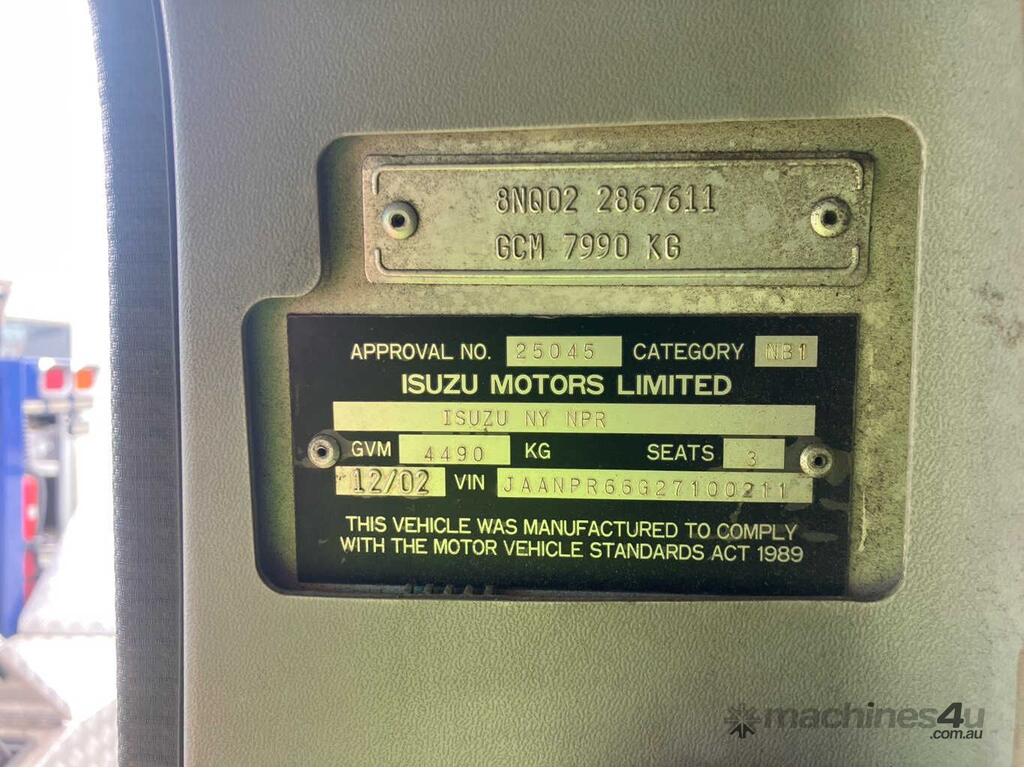 8NQ02 2867611
GCM 7990 KG
APPROVAL NO. 25045 CATEGORY NB1
ISUZU MOTORS LIMITED
ISUZU NY NPR
GVM 4490 KG SEATS 3
12/02 VIN JAANPR66G27100211
THIS VEHICLE WAS MANUFACTURED TO COMPLY
WITH THE MOTOR VEHICLE STANDARDS ACT 1989
machines4u
.com.au